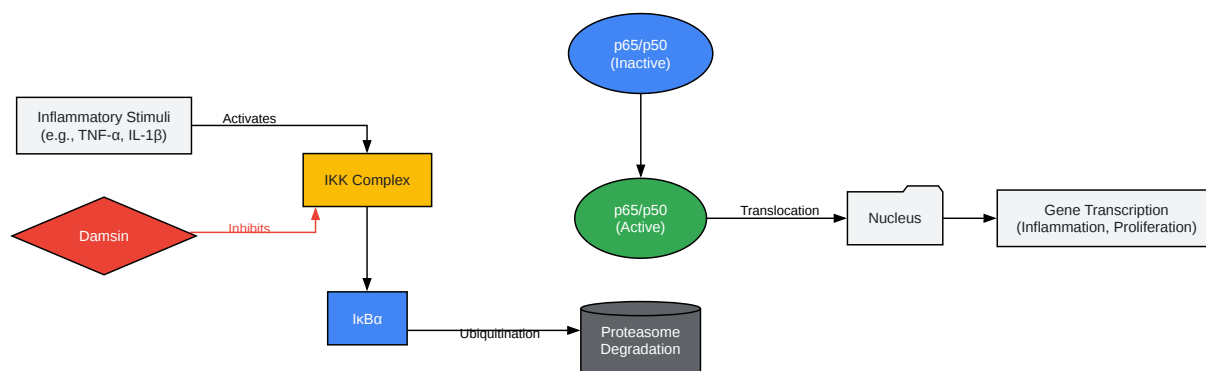 p65/p50
(Inactive)
Inflammatory Stimuli
(e.g., TNF-α, IL-1β)
Activates
IKK Complex
Damsin
Inhibits
p65/p50
(Active)
Translocation
Nucleus
Gene Transcription
(Inflammation, Proliferation)
IκBα
Ubiquitination
Proteasome
Degradation